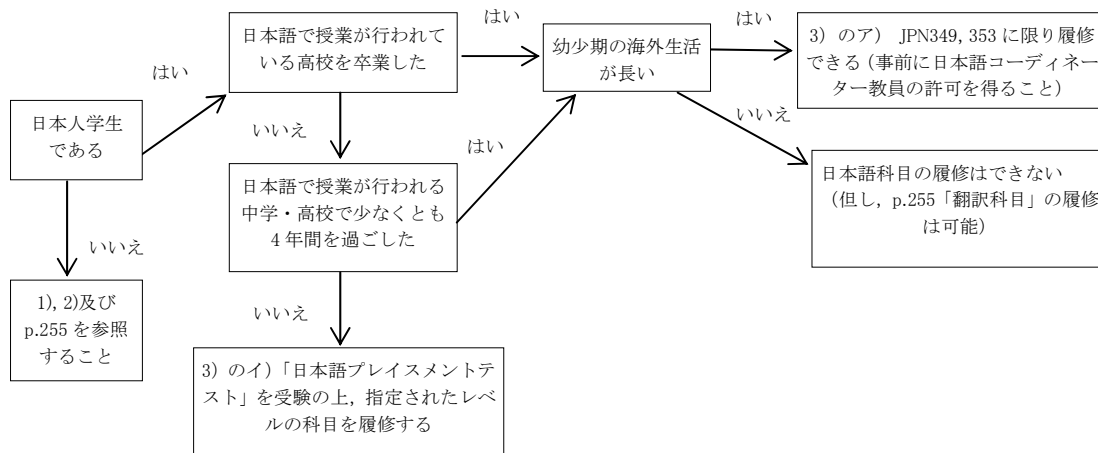 日本人学生
である
はい
いいえ
1), 2)及び
p.255 を参照
すること
日本語で授業が行われて
いる高校を卒業した
はい
いいえ
日本語で授業が行われる
中学・高校で少なくとも
4 年間を過ごした
はい
いいえ
3）のイ）「日本語プレイスメントテ
スト」を受験の上，指定されたレベ
ルの科目を履修する
幼少期の海外生活
が長い
はい
いいえ
3）のア） JPN349, 353 に限り履修
できる（事前に日本語コーディネー
ター教員の許可を得ること）
日本語科目の履修はできない
（但し，p.255「翻訳科目」の履修
は可能）